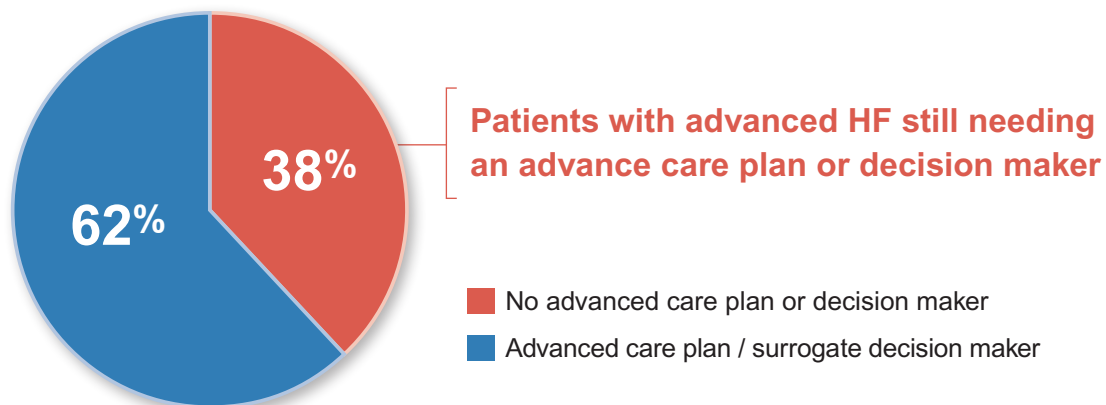 38%
62%
Patients with advanced HF still needing
an advance care plan or decision maker
No advanced care plan or decision maker
Advanced care plan / surrogate decision maker